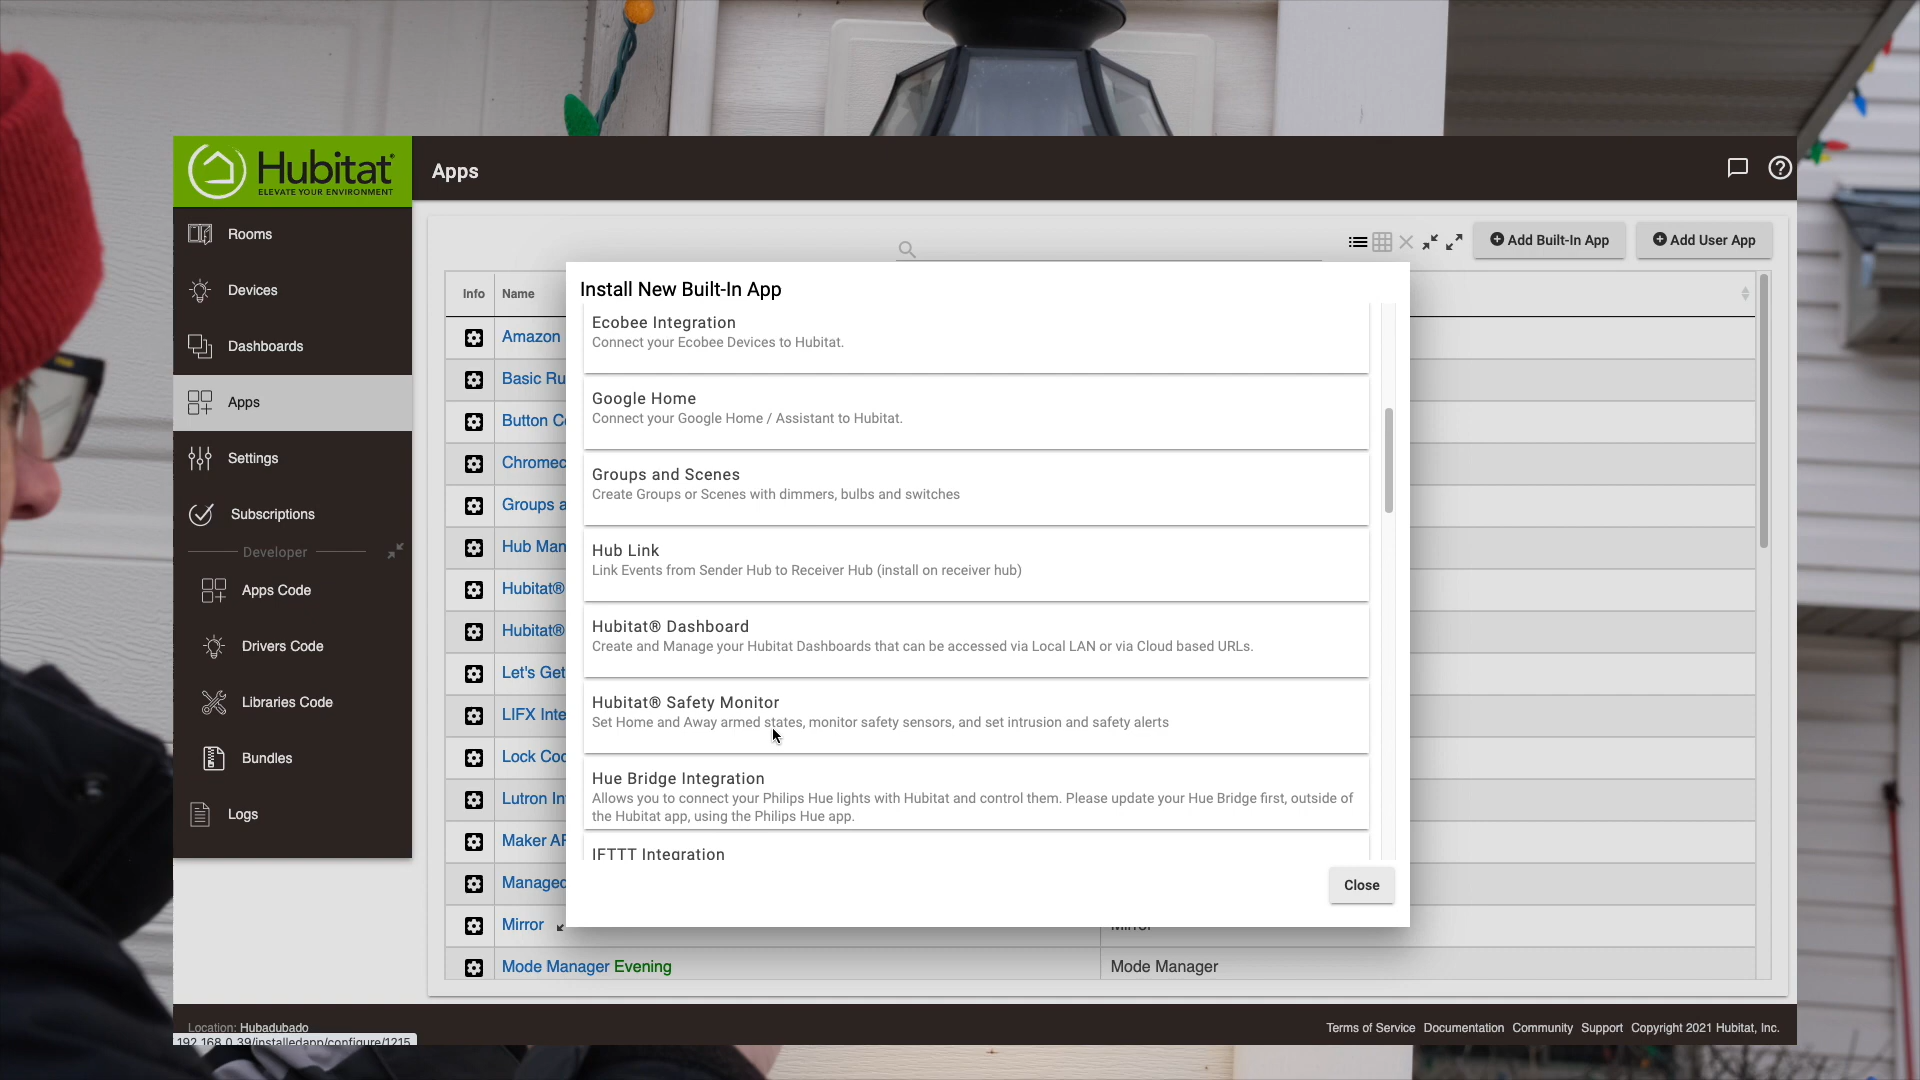 Hubitat®
ELEVATE YOUR ENVIRONMENT
Apps
Rooms
Devices
Dashboards
Apps
Settings
Subscriptions
Developer
Apps Code
Drivers Code
Libraries Code
Bundles
Logs
Add Built-In App
Add User App
Info
Name
Amazon
Basic Ru
Button Co
Chromec
Groups a
Hub Man
Hubitat®
Hubitat®
Let's Get
LIFX Inte
Lock Coc
Lutron In
Maker AP
Managed
Mirror
Mirror
Mode Manager Evening
Mode Manager
Install New Built-In App
Ecobee Integration
Connect your Ecobee Devices to Hubitat.
Google Home
Connect your Google Home / Assistant to Hubitat.
Groups and Scenes
Create Groups or Scenes with dimmers, bulbs and switches
Hub Link
Link Events from Sender Hub to Receiver Hub (install on receiver hub)
Hubitat® Dashboard
Create and Manage your Hubitat Dashboards that can be accessed via Local LAN or via Cloud based URLs.
Hubitat® Safety Monitor
Set Home and Away armed states, monitor safety sensors, and set intrusion and safety alerts
Hue Bridge Integration
Allows you to connect your Philips Hue lights with Hubitat and control them. Please update your Hue Bridge first, outside of
the Hubitat app, using the Philips Hue app.
IFTTT Integration
Close
Location: Hubadubado
192.168.0.39/installedapp/configure/1215
Terms of Service Documentation Community Support Copyright 2021 Hubitat, Inc.